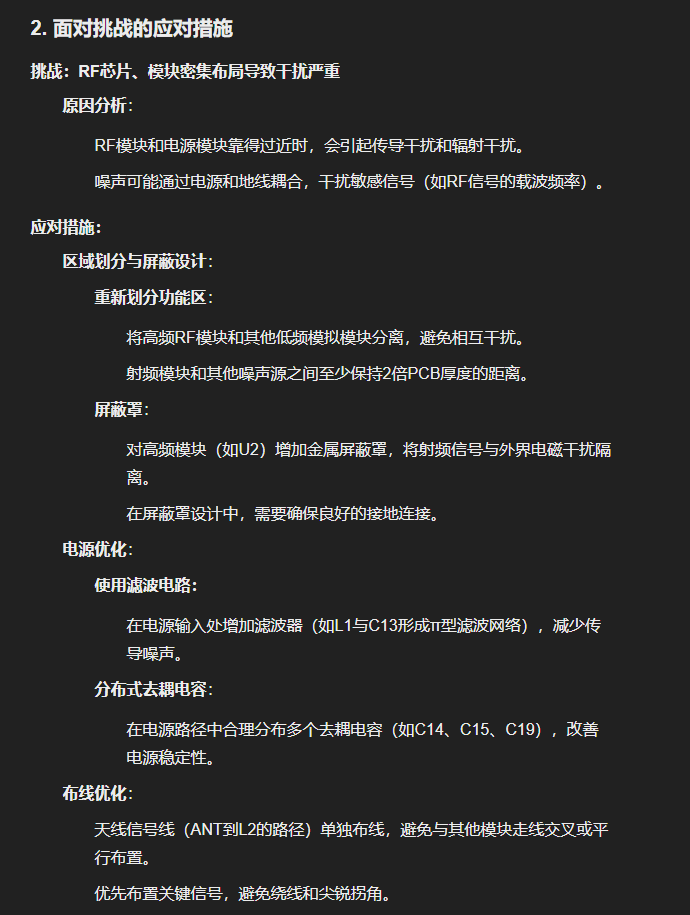 2. 面对挑战的应对措施
挑战：RF芯片、模块密集布局导致干扰严重
原因分析：
RF模块和电源模块靠得过近时，会引起传导干扰和辐射干扰。
噪声可能通过电源和地线耦合，干扰敏感信号（如RF信号的载波频率）。
应对措施：
区域划分与屏蔽设计：
重新划分功能区：
将高频RF模块和其他低频模拟模块分离，避免相互干扰。
射频模块和其他噪声源之间至少保持2倍PCB厚度的距离。
屏蔽罩：
对高频模块（如U2）增加金属屏蔽罩，将射频信号与外界电磁干扰隔
离。
在屏蔽罩设计中，需要确保良好的接地连接。
电源优化：
使用滤波电路：
在电源输入处增加滤波器（如L1与C13形成π型滤波网络），减少传
导噪声。
分布式去耦电容：
在电源路径中合理分布多个去耦电容（如C14、C15、C19），改善
电源稳定性。
布线优化：
天线信号线（ANT到L2的路径）单独布线，避免与其他模块走线交叉或平
行布置。
优先布置关键信号，避免绕线和尖锐拐角。